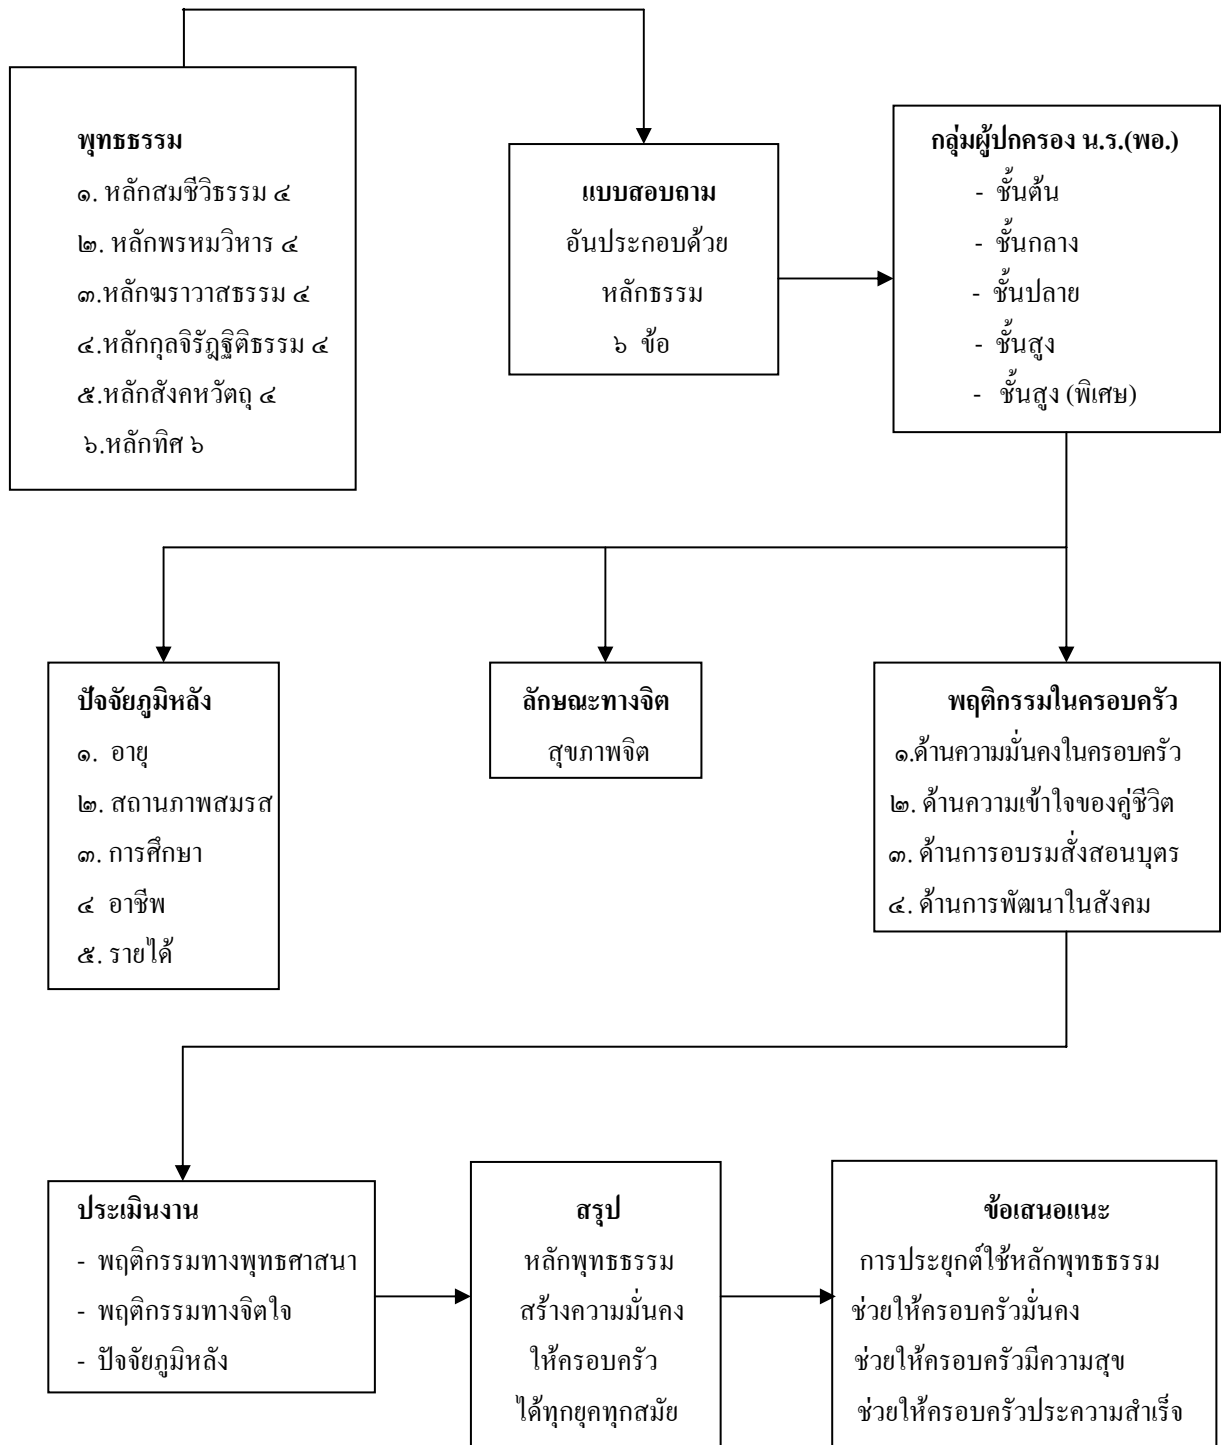 พุทธธรรม
๑. หลักสมชีวิธรรม ๔
๒. หลักพรหมวิหาร ๔
๓.หลักฆราวาสธรรม ๔
๔.หลักกุลจิรัฎฐิติธรรม ๔
๕.หลักสังคหวัตถุ ๔
๖.หลักทิศ ๖
แบบสอบถาม
อันประกอบด้วย
หลักธรรม
๖ ข้อ
กลุ่มผู้ปกครอง น.ร.(พอ.)
- ชั้นต้น
- ชั้นกลาง
- ชั้นปลาย
- ชั้นสูง
- ชั้นสูง (พิเศษ)
ปัจจัยภูมิหลัง
๑. อายุ
๒. สถานภาพสมรส
๓. การศึกษา
๔ อาชีพ
๕. รายได้
ลักษณะทางจิต
สุขภาพจิต
พฤติกรรมในครอบครัว
๑.ด้านความมั่นคงในครอบครัว
๒. ด้านความเข้าใจของคู่ชีวิต
๓. ด้านการอบรมสั่งสอนบุตร
๔. ด้านการพัฒนาในสังคม
ประเมินงาน
- พฤติกรรมทางพุทธศาสนา
- พฤติกรรมทางจิตใจ
- ปัจจัยภูมิหลัง
สรุป
หลักพุทธธรรม
สร้างความมั่นคง
ให้ครอบครัว
ได้ทุกยุคทุกสมัย
ข้อเสนอแนะ
การประยุกต์ใช้หลักพุทธธรรม
ช่วยให้ครอบครัวมั่นคง
ช่วยให้ครอบครัวมีความสุข
ช่วยให้ครอบครัวประความสำเร็จ